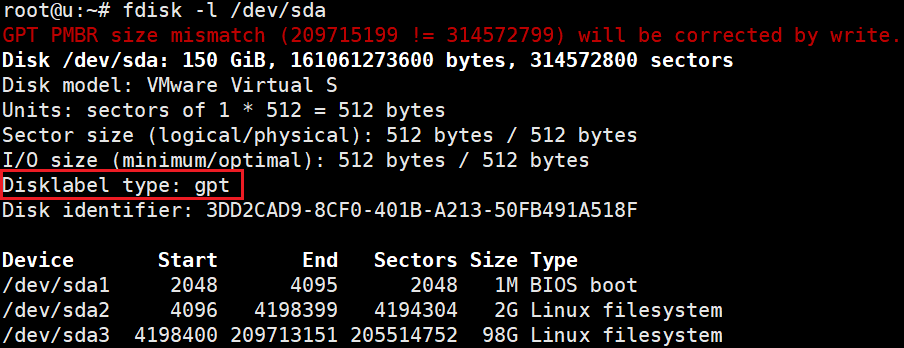 root@u:~# fdisk -l /dev/sda
GPT PMBR size mismatch (209715199 != 314572799) will be corrected by write.
Disk /dev/sda: 150 GiB, 161061273600 bytes, 314572800 sectors
Disk model: VMware Virtual S
Units: sectors of 1 * 512 = 512 bytes
Sector size (logical/physical): 512 bytes / 512 bytes
I/O size (minimum/optimal): 512 bytes / 512 bytes
Disklabel type: gpt
Disk identifier: 3DD2CAD9-8CF0-401B-A213-50FB491A518F
Device       Start       End   Sectors Size Type
/dev/sda1     2048      4095      2048   1M BIOS boot
/dev/sda2     4096   4198399   4194304   2G Linux filesystem
/dev/sda3  4198400 209713151 205514752  98G Linux filesystem